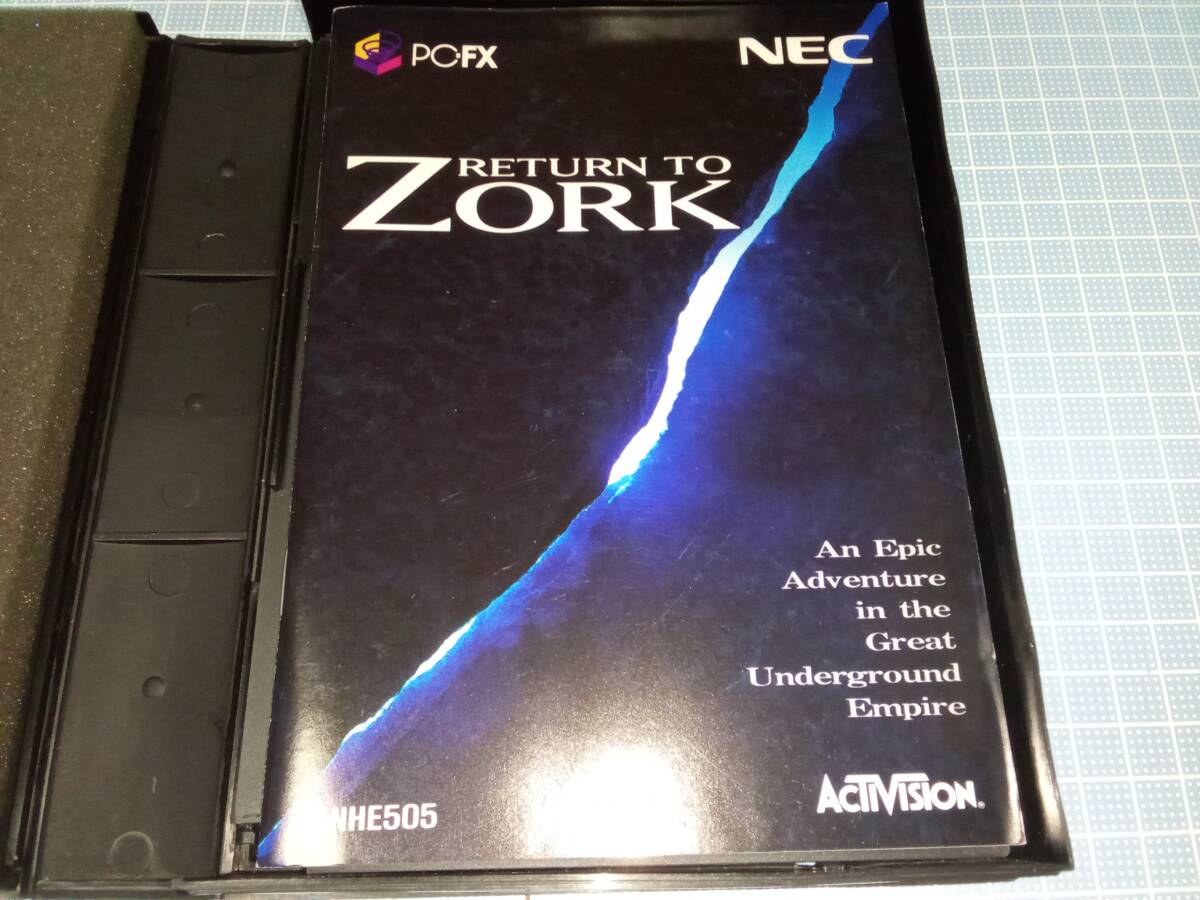 PC-FX
NEC
RETURN TO
ZORK
An Epic
Adventure
in the
Great
Underground
Empire
NHE505
ACTIVISION®